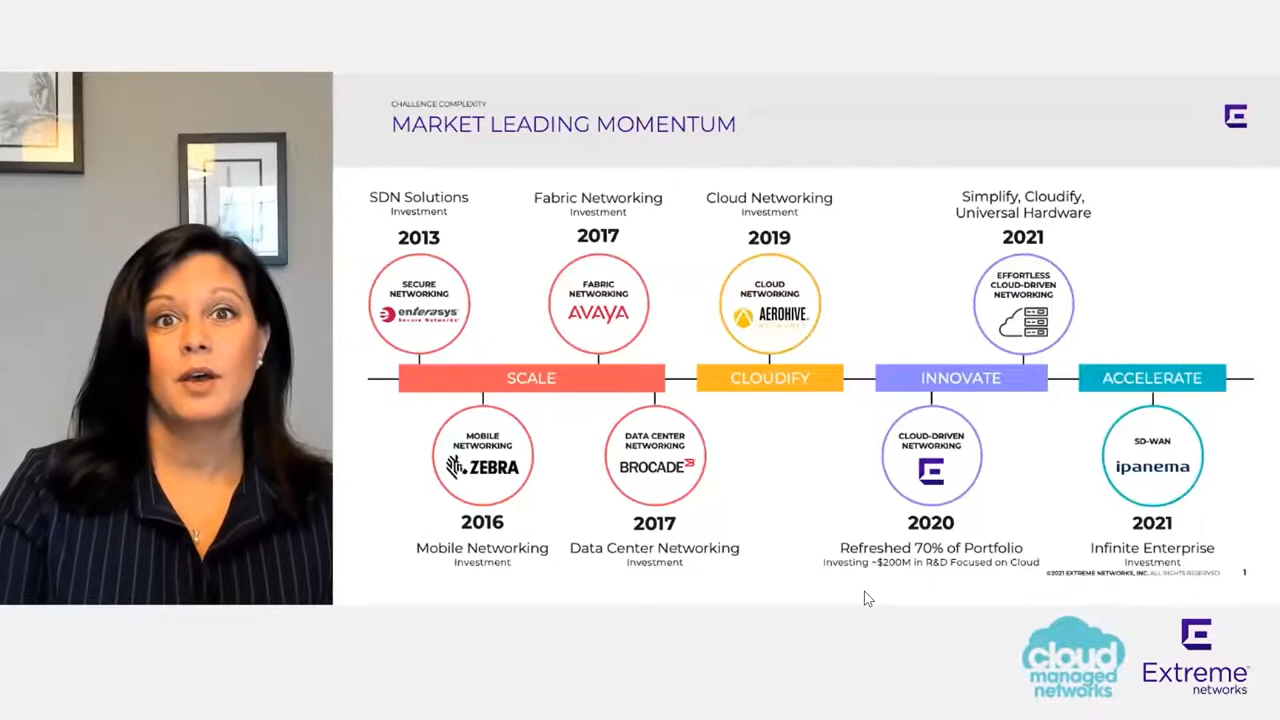 CHALLENGE COMPLEXITY
MARKET LEADING MOMENTUM
SDN Solutions
Investment
2013
SECURE
NETWORKING
enterasys
Secure Networks
Fabric Networking
Investment
2017
FABRIC
NETWORKING
AVAYA
Cloud Networking
Investment
2019
CLOUD
NETWORKING
AEROHIVE
NETWORKS
Simplify, Cloudify,
Universal Hardware
2021
EFFORTLESS
CLOUD-DRIVEN
NETWORKING
SCALE
CLOUDIFY
INNOVATE
ACCELERATE
MOBILE
NETWORKING
ZEBRA
2016
Mobile Networking
Investment
DATA CENTER
NETWORKING
BROCADE
2017
Data Center Networking
Investment
CLOUD-DRIVEN
NETWORKING
2020
Refreshed 70% of Portfolio
Investing ~$200M in R&D Focused on Cloud
SD-WAN
ipanema
2021
Infinite Enterprise
Investment
©2021 EXTREME NETWORKS, INC. ALL RIGHTS RESERVED
1
cloud
managed
networks
Extreme
networks